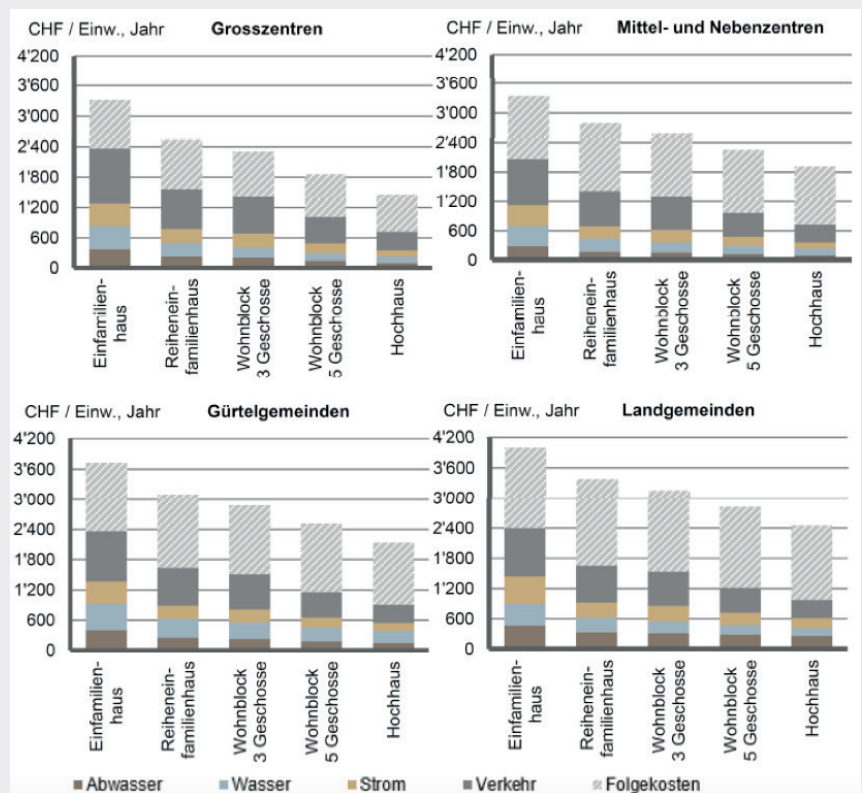 CHF / Einw., Jahr Grosszentren
4'200
3'600
3'000
2'400
1'800
1'200
600
0
Einfamilien-
haus
Reihenein-
familienhaus
Wohnblock
3 Geschosse
Wohnblock
5 Geschosse
Hochhaus
CHF / Einw., Jahr Mittel- und Nebenzentren
4'200
3'600
3'000
2'400
1'800
1'200
600
0
Einfamilien-
haus
Reihenein-
familienhaus
Wohnblock
3 Geschosse
Wohnblock
5 Geschosse
Hochhaus
CHF / Einw., Jahr Gürtelgemeinden
4'200
3'600
3'000
2'400
1'800
1'200
600
0
Einfamilien-
haus
Reihenein-
familienhaus
Wohnblock
3 Geschosse
Wohnblock
5 Geschosse
Hochhaus
CHF / Einw., Jahr Landgemeinden
4'200
3'600
3'000
2'400
1'800
1'200
600
0
Einfamilien-
haus
Reihenein-
familienhaus
Wohnblock
3 Geschosse
Wohnblock
5 Geschosse
Hochhaus
Abwasser Wasser Strom Verkehr Folgekosten